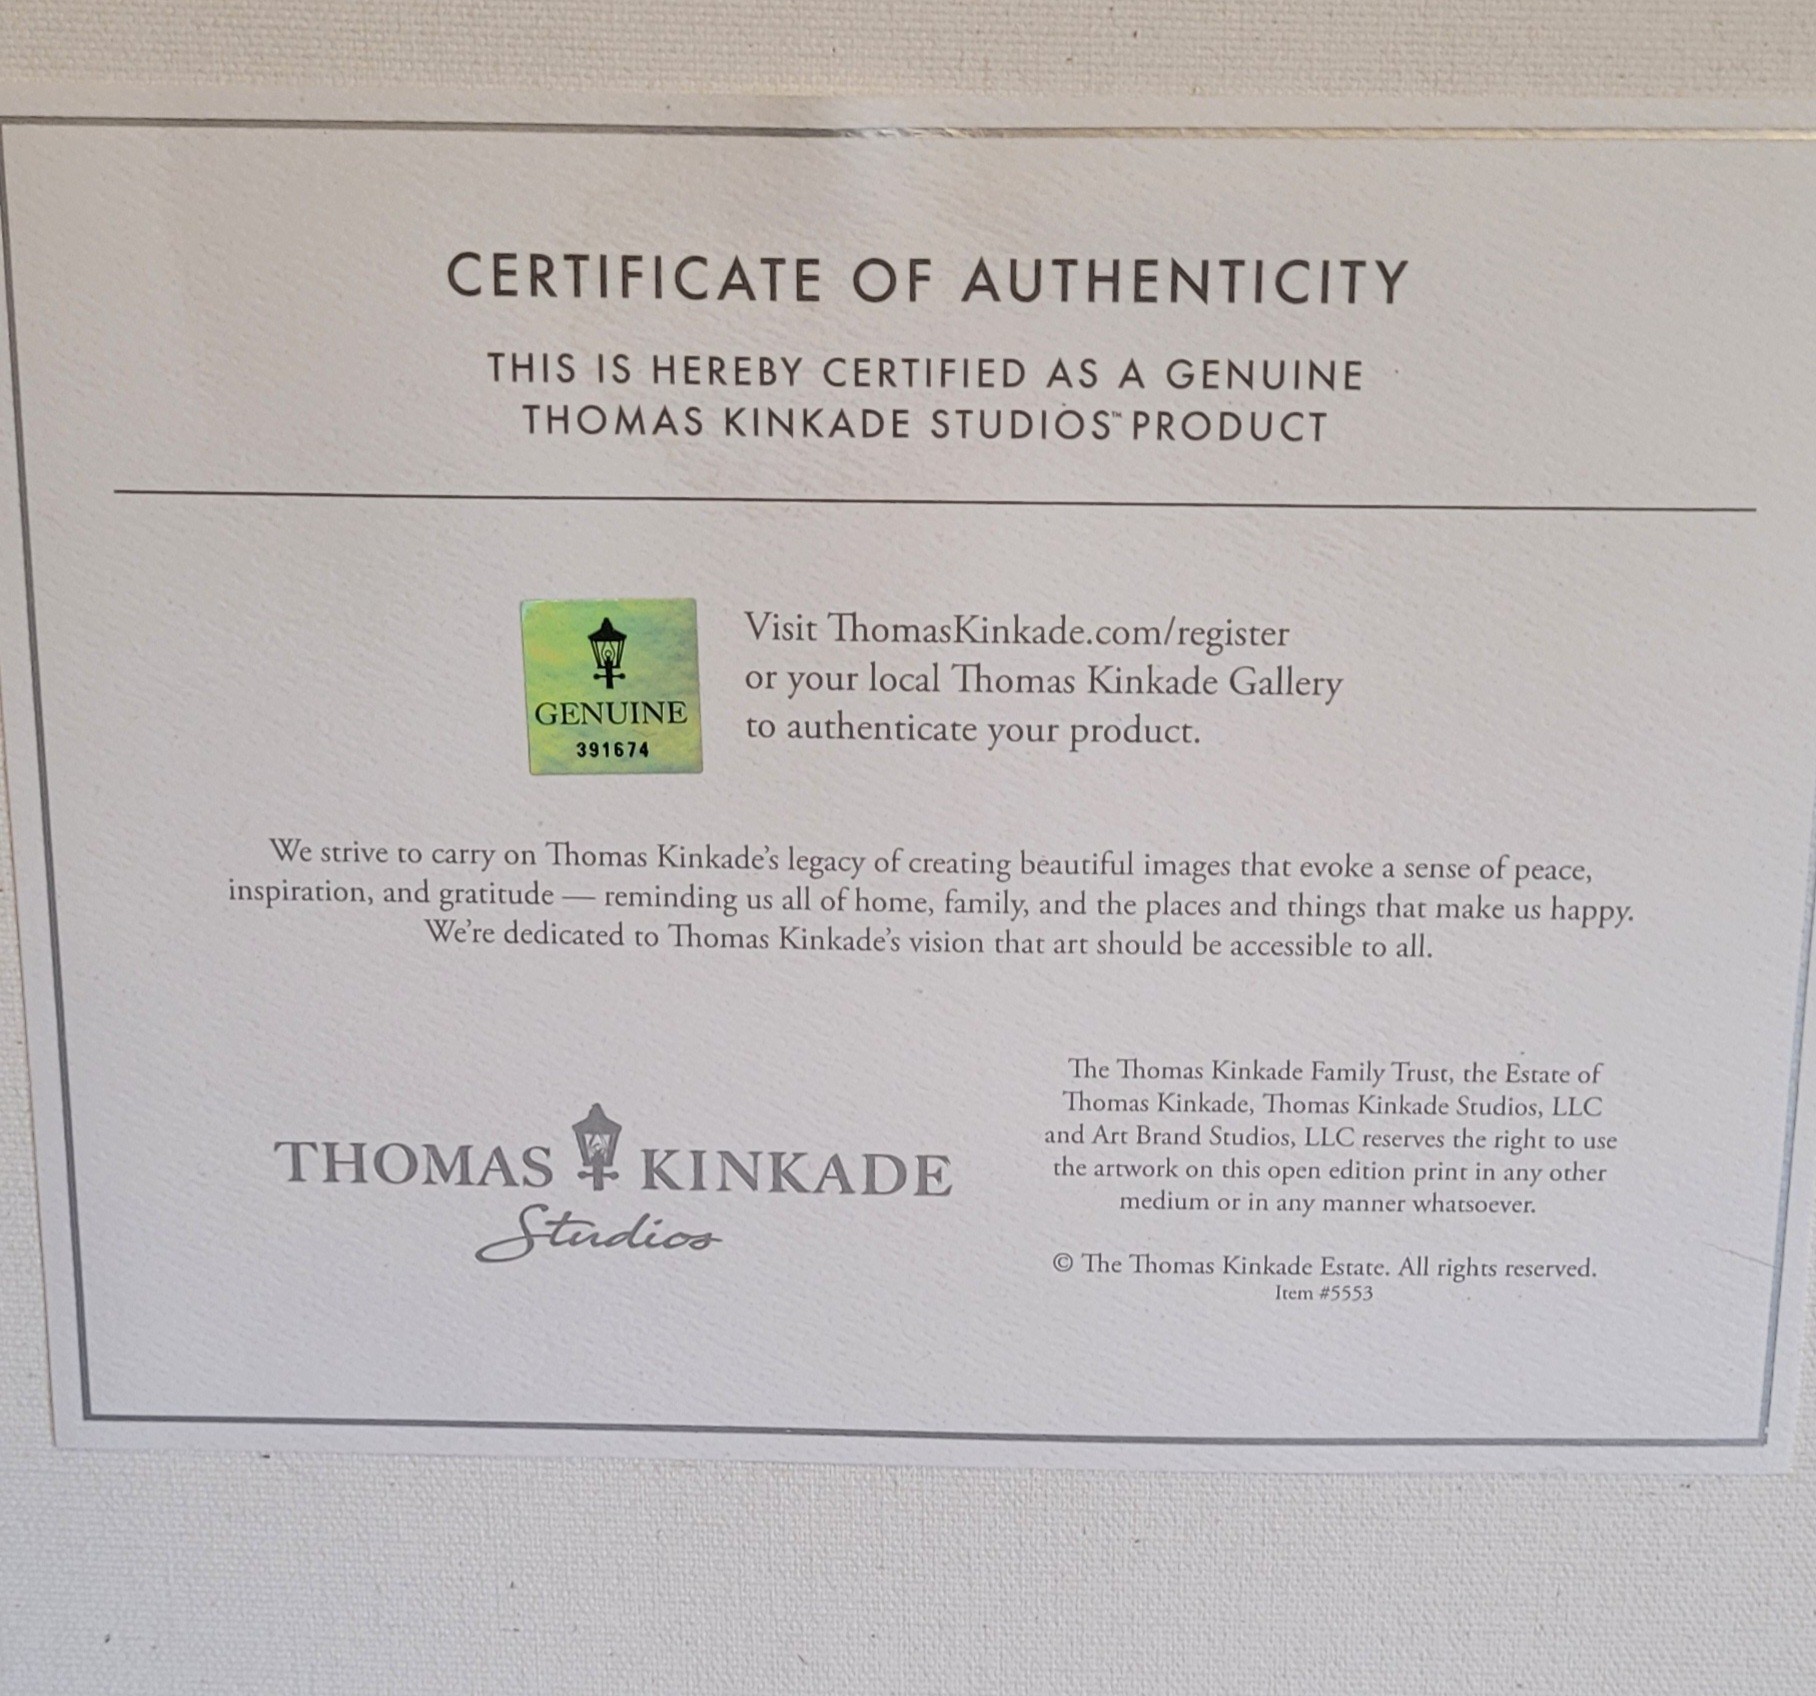 CERTIFICATE OF AUTHENTICITY
THIS IS HEREBY CERTIFIED AS A GENUINE
THOMAS KINKADE STUDIOS™ PRODUCT
GENUINE
391674
Visit ThomasKinkade.com/register
or your local Thomas Kinkade Gallery
to authenticate your product.
We strive to carry on Thomas Kinkade's legacy of creating beautiful images that evoke a sense of peace,
inspiration, and gratitude — reminding us all of home, family, and the places and things that make us happy.
We're dedicated to Thomas Kinkade's vision that art should be accessible to all.
THOMAS KINKADE
Studios
The Thomas Kinkade Family Trust, the Estate of
Thomas Kinkade, Thomas Kinkade Studios, LLC
and Art Brand Studios, LLC reserves the right to use
the artwork on this open edition print in any other
medium or in any manner whatsoever.
© The Thomas Kinkade Estate. All rights reserved.
Item #5553